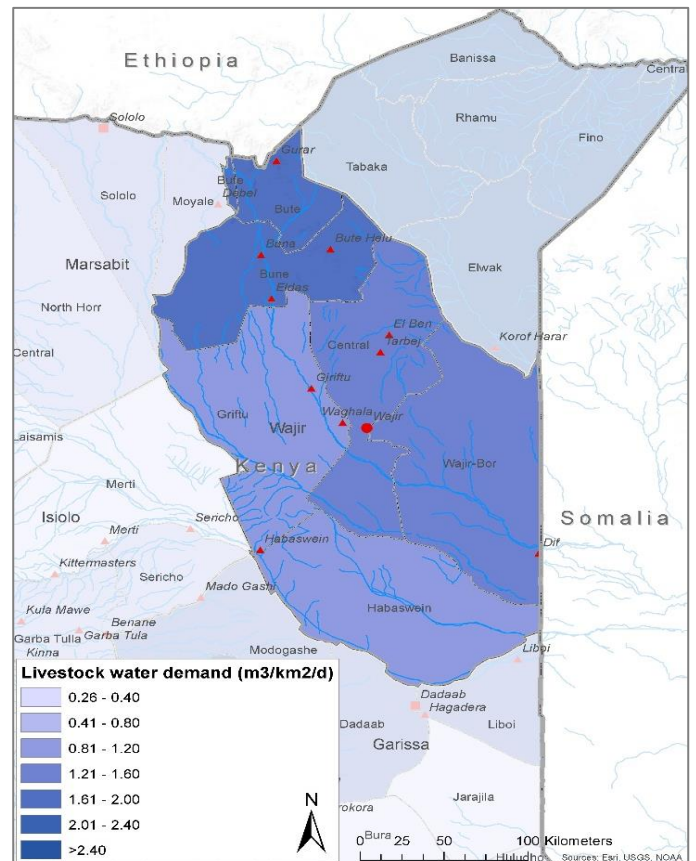 Ethiopia
Banissa
Central
Rhamu
Sololo
Fino
Gurar
Tabaka
Bute
Debel
Sololo
Moyale
Bute
Bute Helu
Buna
Marsabit
Bune
Elwak
Eldas
North Horr
El Ben
Korof Harar
Central
Tarbej
Central
Giriftu
Griftu
Waghala
Wajir
Wajir
Laisamis
Kenya
Wajir-Bor
Merti
Isiolo
Sericho
Somalia
Merti
Habaswein
Dif
Kittermasters
Sericho
Mado Gashi
Habaswein
Kula Mawe
Benane
Garba Tulla
Garba Tula
Kinna
Modogashe
Liboi
Livestock water demand (m3/km2/d)
0.26 - 0.40
0.41 - 0.80
0.81 - 1.20
1.21 - 1.60
1.61 - 2.00
2.01 - 2.40
>2.40
Dadaab
Hagadera
Dadaab
Liboi
Garissa
Jarajila
rokora
N
Bura
0 25 50 100 Kilometers
Huludho
Sources: Esri, USGS, NOAA